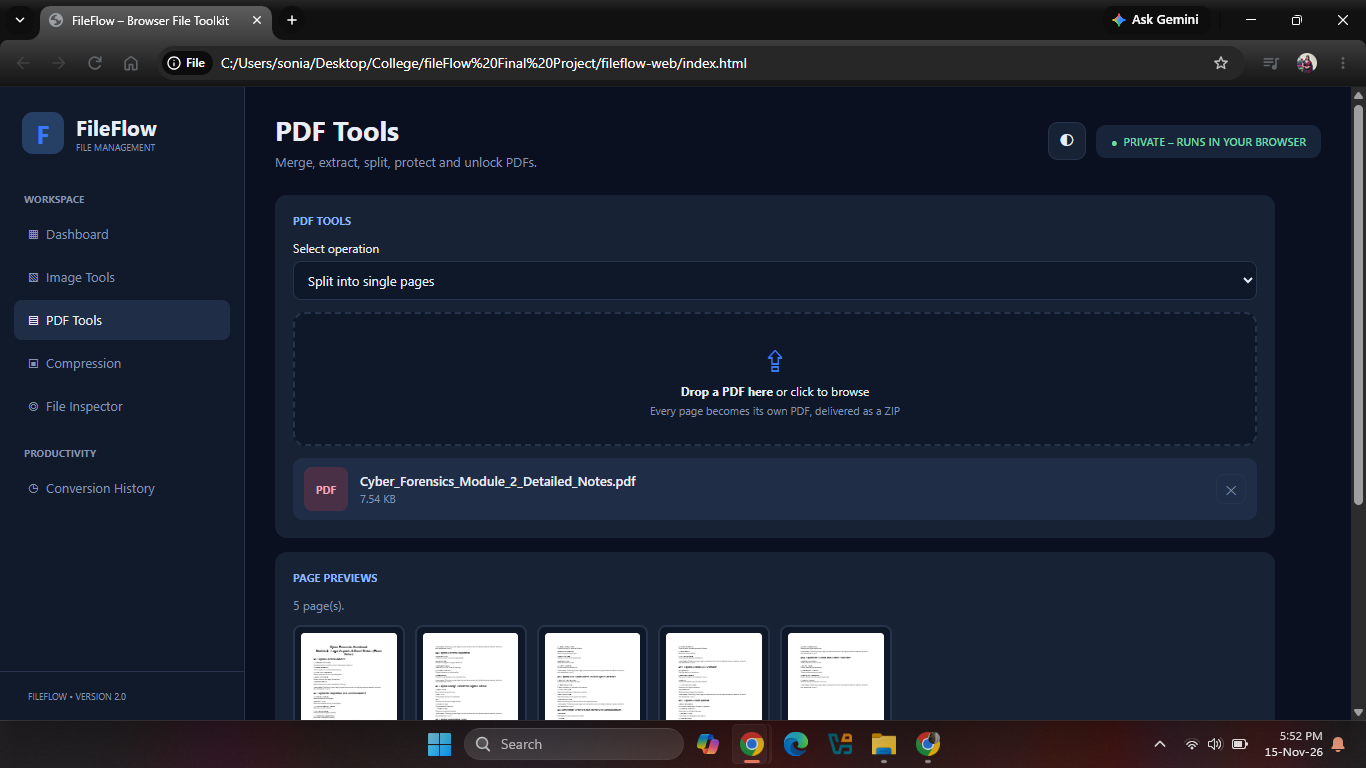 FileFlow – Browser File Toolkit
Ask Gemini
File
C:/Users/sonia/Desktop/College/fileFlow%20Final%20Project/fileflow-web/index.html
F
FileFlow
FILE MANAGEMENT
WORKSPACE
Dashboard
Image Tools
PDF Tools
Compression
File Inspector
PRODUCTIVITY
Conversion History
FILEFLOW • VERSION 2.0
PDF Tools
Merge, extract, split, protect and unlock PDFs.
● PRIVATE – RUNS IN YOUR BROWSER
PDF TOOLS
Select operation
Split into single pages
Drop a PDF here or click to browse
Every page becomes its own PDF, delivered as a ZIP
PDF
Cyber_Forensics_Module_2_Detailed_Notes.pdf
7.54 KB
PAGE PREVIEWS
5 page(s).
Search
5:52 PM
15-Nov-26